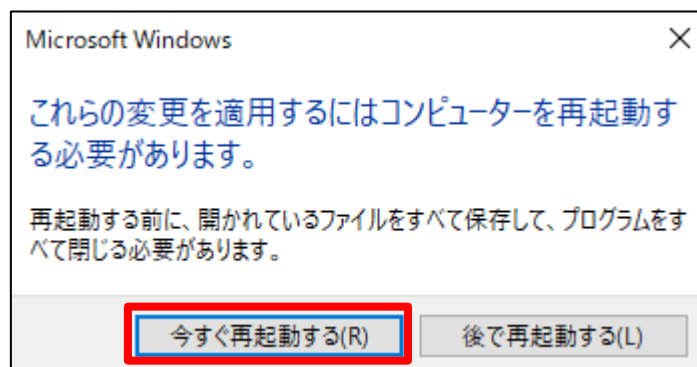 Microsoft Windows
これらの変更を適用するにはコンピューターを再起動す
る必要があります。
再起動する前に、開かれているファイルをすべて保存して、プログラムをす
べて閉じる必要があります。
今すぐ再起動する(R) 後で再起動する(L)